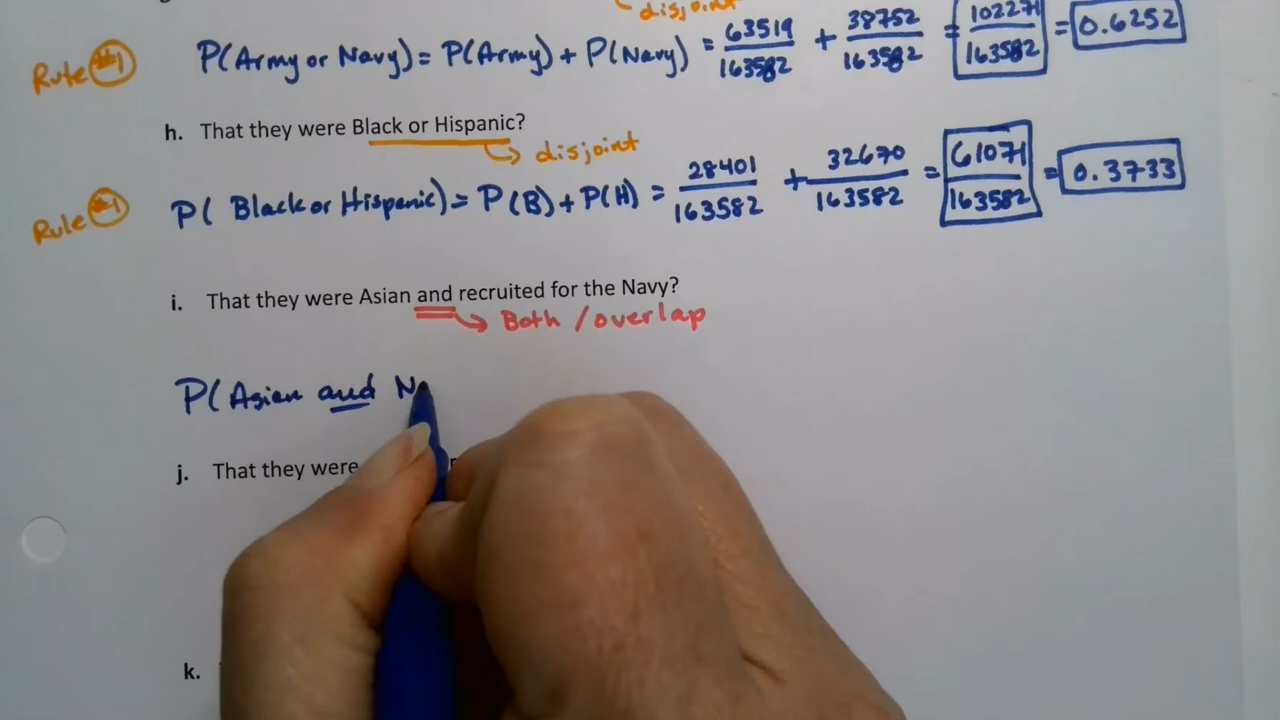 disjoint
Rule #1 P(Army or Navy) = P(Army) + P(Navy) = 63519/163582 + 38752/163582 = 102271/163582 = 0.6252
h. That they were Black or Hispanic?
disjoint
Rule #1 P( Black or Hispanic) = P(B) + P(H) = 28401/163582 + 32670/163582 = 61071/163582 = 0.3733
i. That they were Asian and recruited for the Navy?
Both / overlap
P( Asian and N
j. That they were
k.